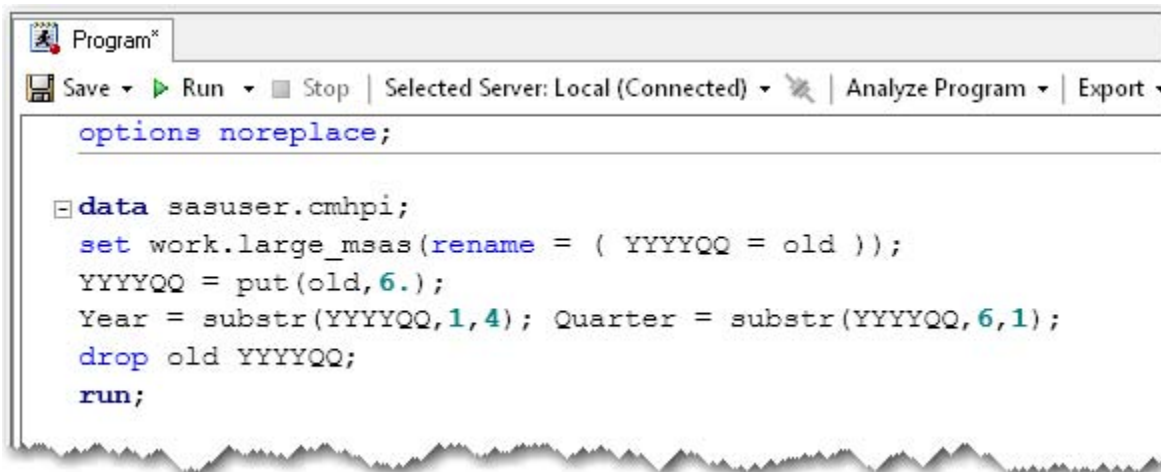 Program*
Save Run Stop | Selected Server: Local (Connected) | Analyze Program | Export
options noreplace;
data sasuser.cmhpi;
set work.large_msas(rename = ( YYYYQQ = old ));
YYYYQQ = put(old,6.);
Year = substr(YYYYQQ,1,4); Quarter = substr(YYYYQQ,6,1);
drop old YYYYQQ;
run;